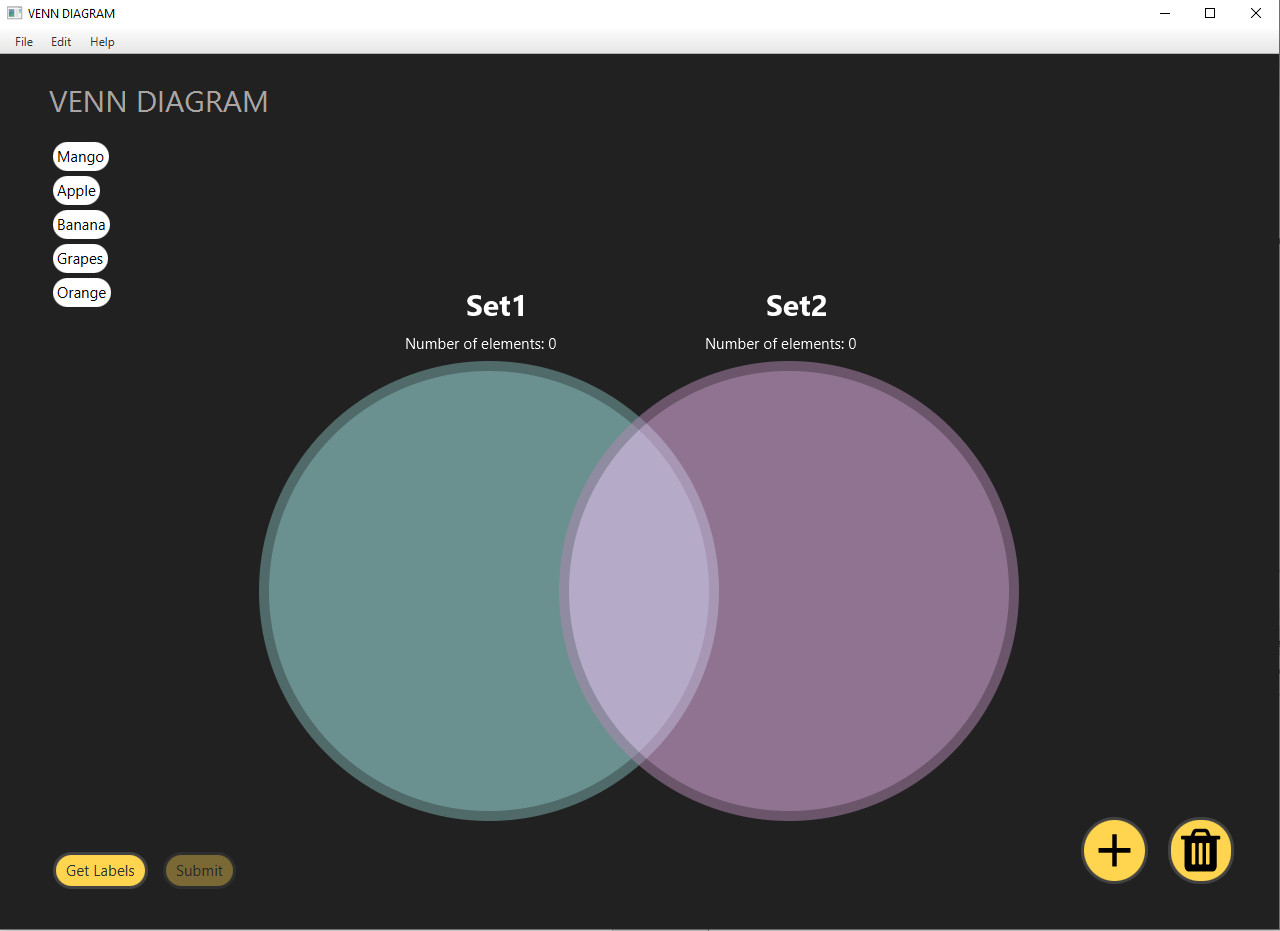 VENN DIAGRAM
File Edit Help
VENN DIAGRAM
Mango
Apple
Banana
Grapes
Orange
Set1 Set2
Number of elements: 0 Number of elements: 0
Get Labels Submit